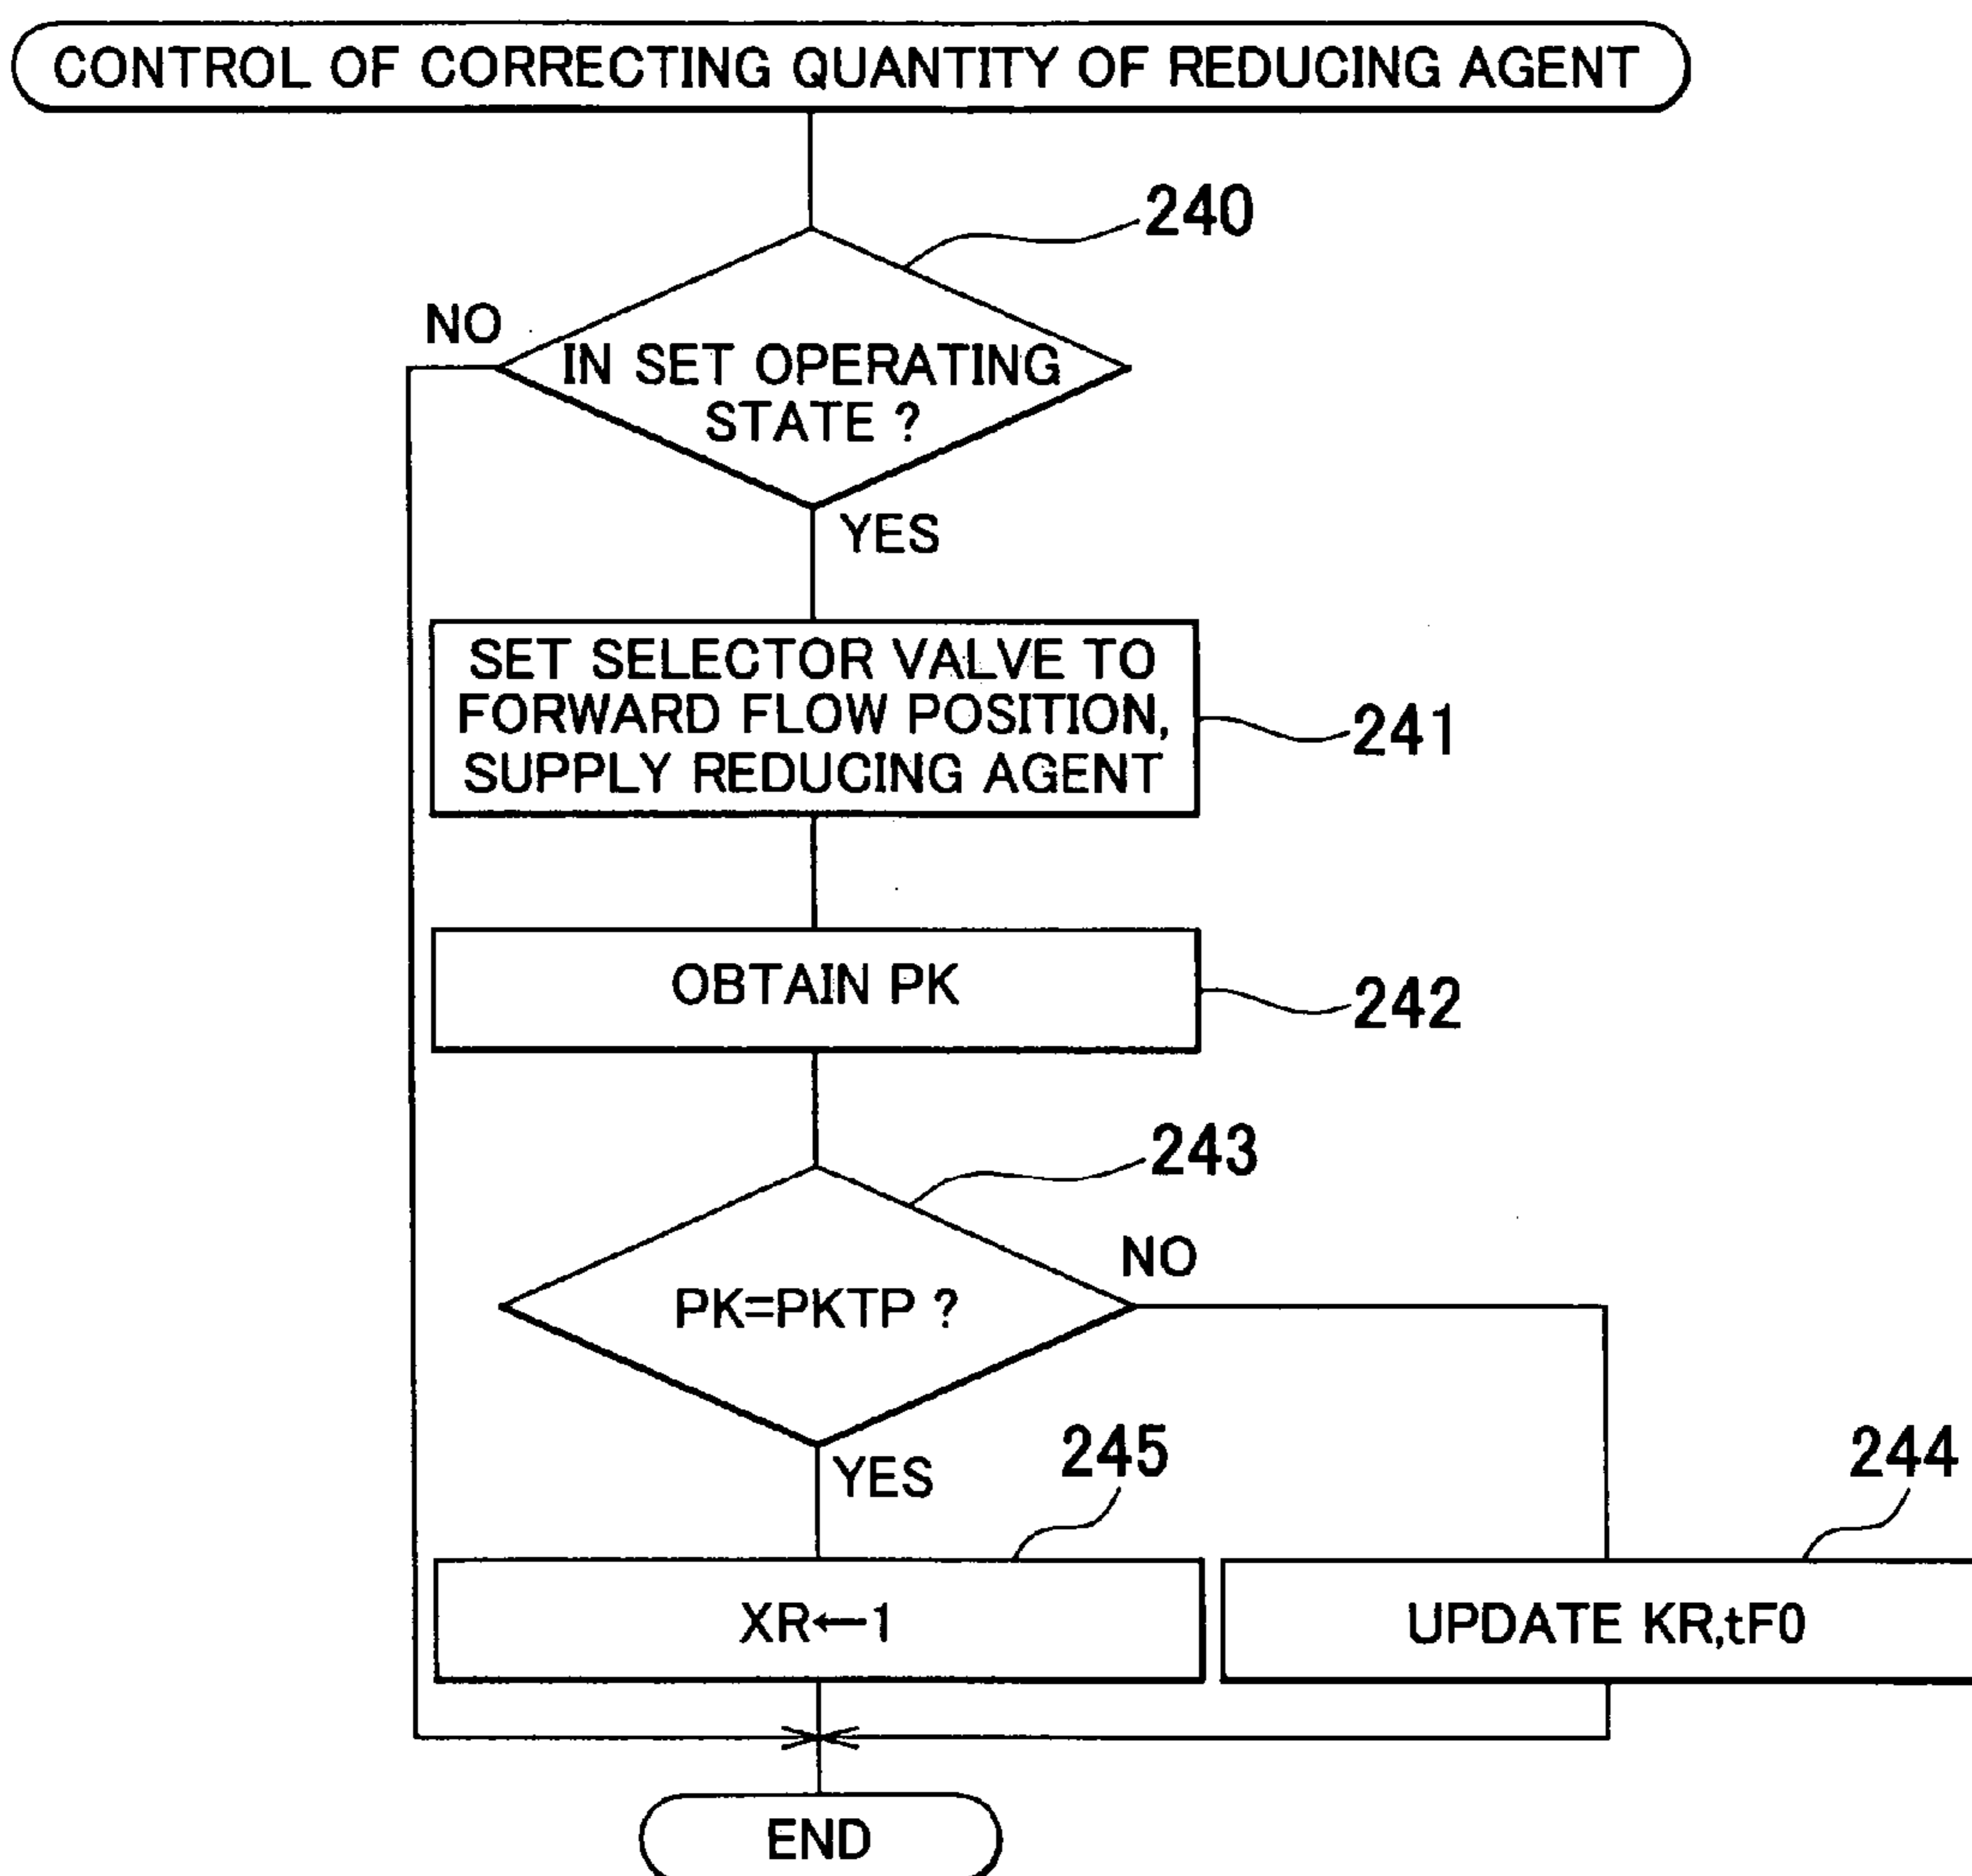 CONTROL OF CORRECTING QUANTITY OF REDUCING AGENT
240
NO
IN SET OPERATING
STATE ?
YES
SET SELECTOR VALVE TO
FORWARD FLOW POSITION,
SUPPLY REDUCING AGENT
241
OBTAIN PK
242
243
NO
PK=PKTP ?
YES
245
244
XR←1
UPDATE KR,tF0
END